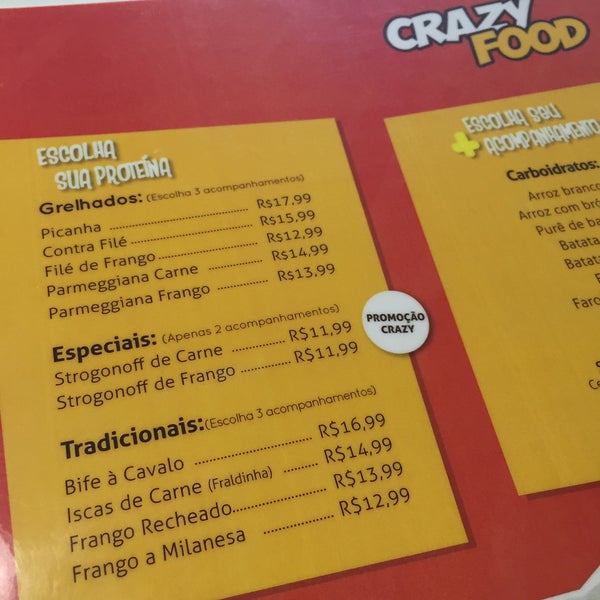 CRAZY
FOOD
ESCOLHA
SUA PROTEÍNA
Grelhados: (Escolha 3 acompanhamentos)
Picanha ........ R$17,99
Contra Filé ........ R$15,99
Filé de Frango ........ R$12,99
Parmeggiana Carne ........ R$14,99
Parmeggiana Frango ........ R$13,99
Especiais: (Apenas 2 acompanhamentos)
Strogonoff de Carne ........ R$11,99
Strogonoff de Frango ........ R$11,99
PROMOÇÃO
CRAZY
Tradicionais: (Escolha 3 acompanhamentos)
Bife à Cavalo ........ R$16,99
Iscas de Carne (Fraldinha) ........ R$14,99
Frango Recheado ........ R$13,99
Frango a Milanesa ........ R$12,99
+ ESCOLHA SEU
ACOMPANHAMENTO
Carboidratos:
Arroz branco
Arroz com bró
Purê de ba
Batata
Batat
Faro